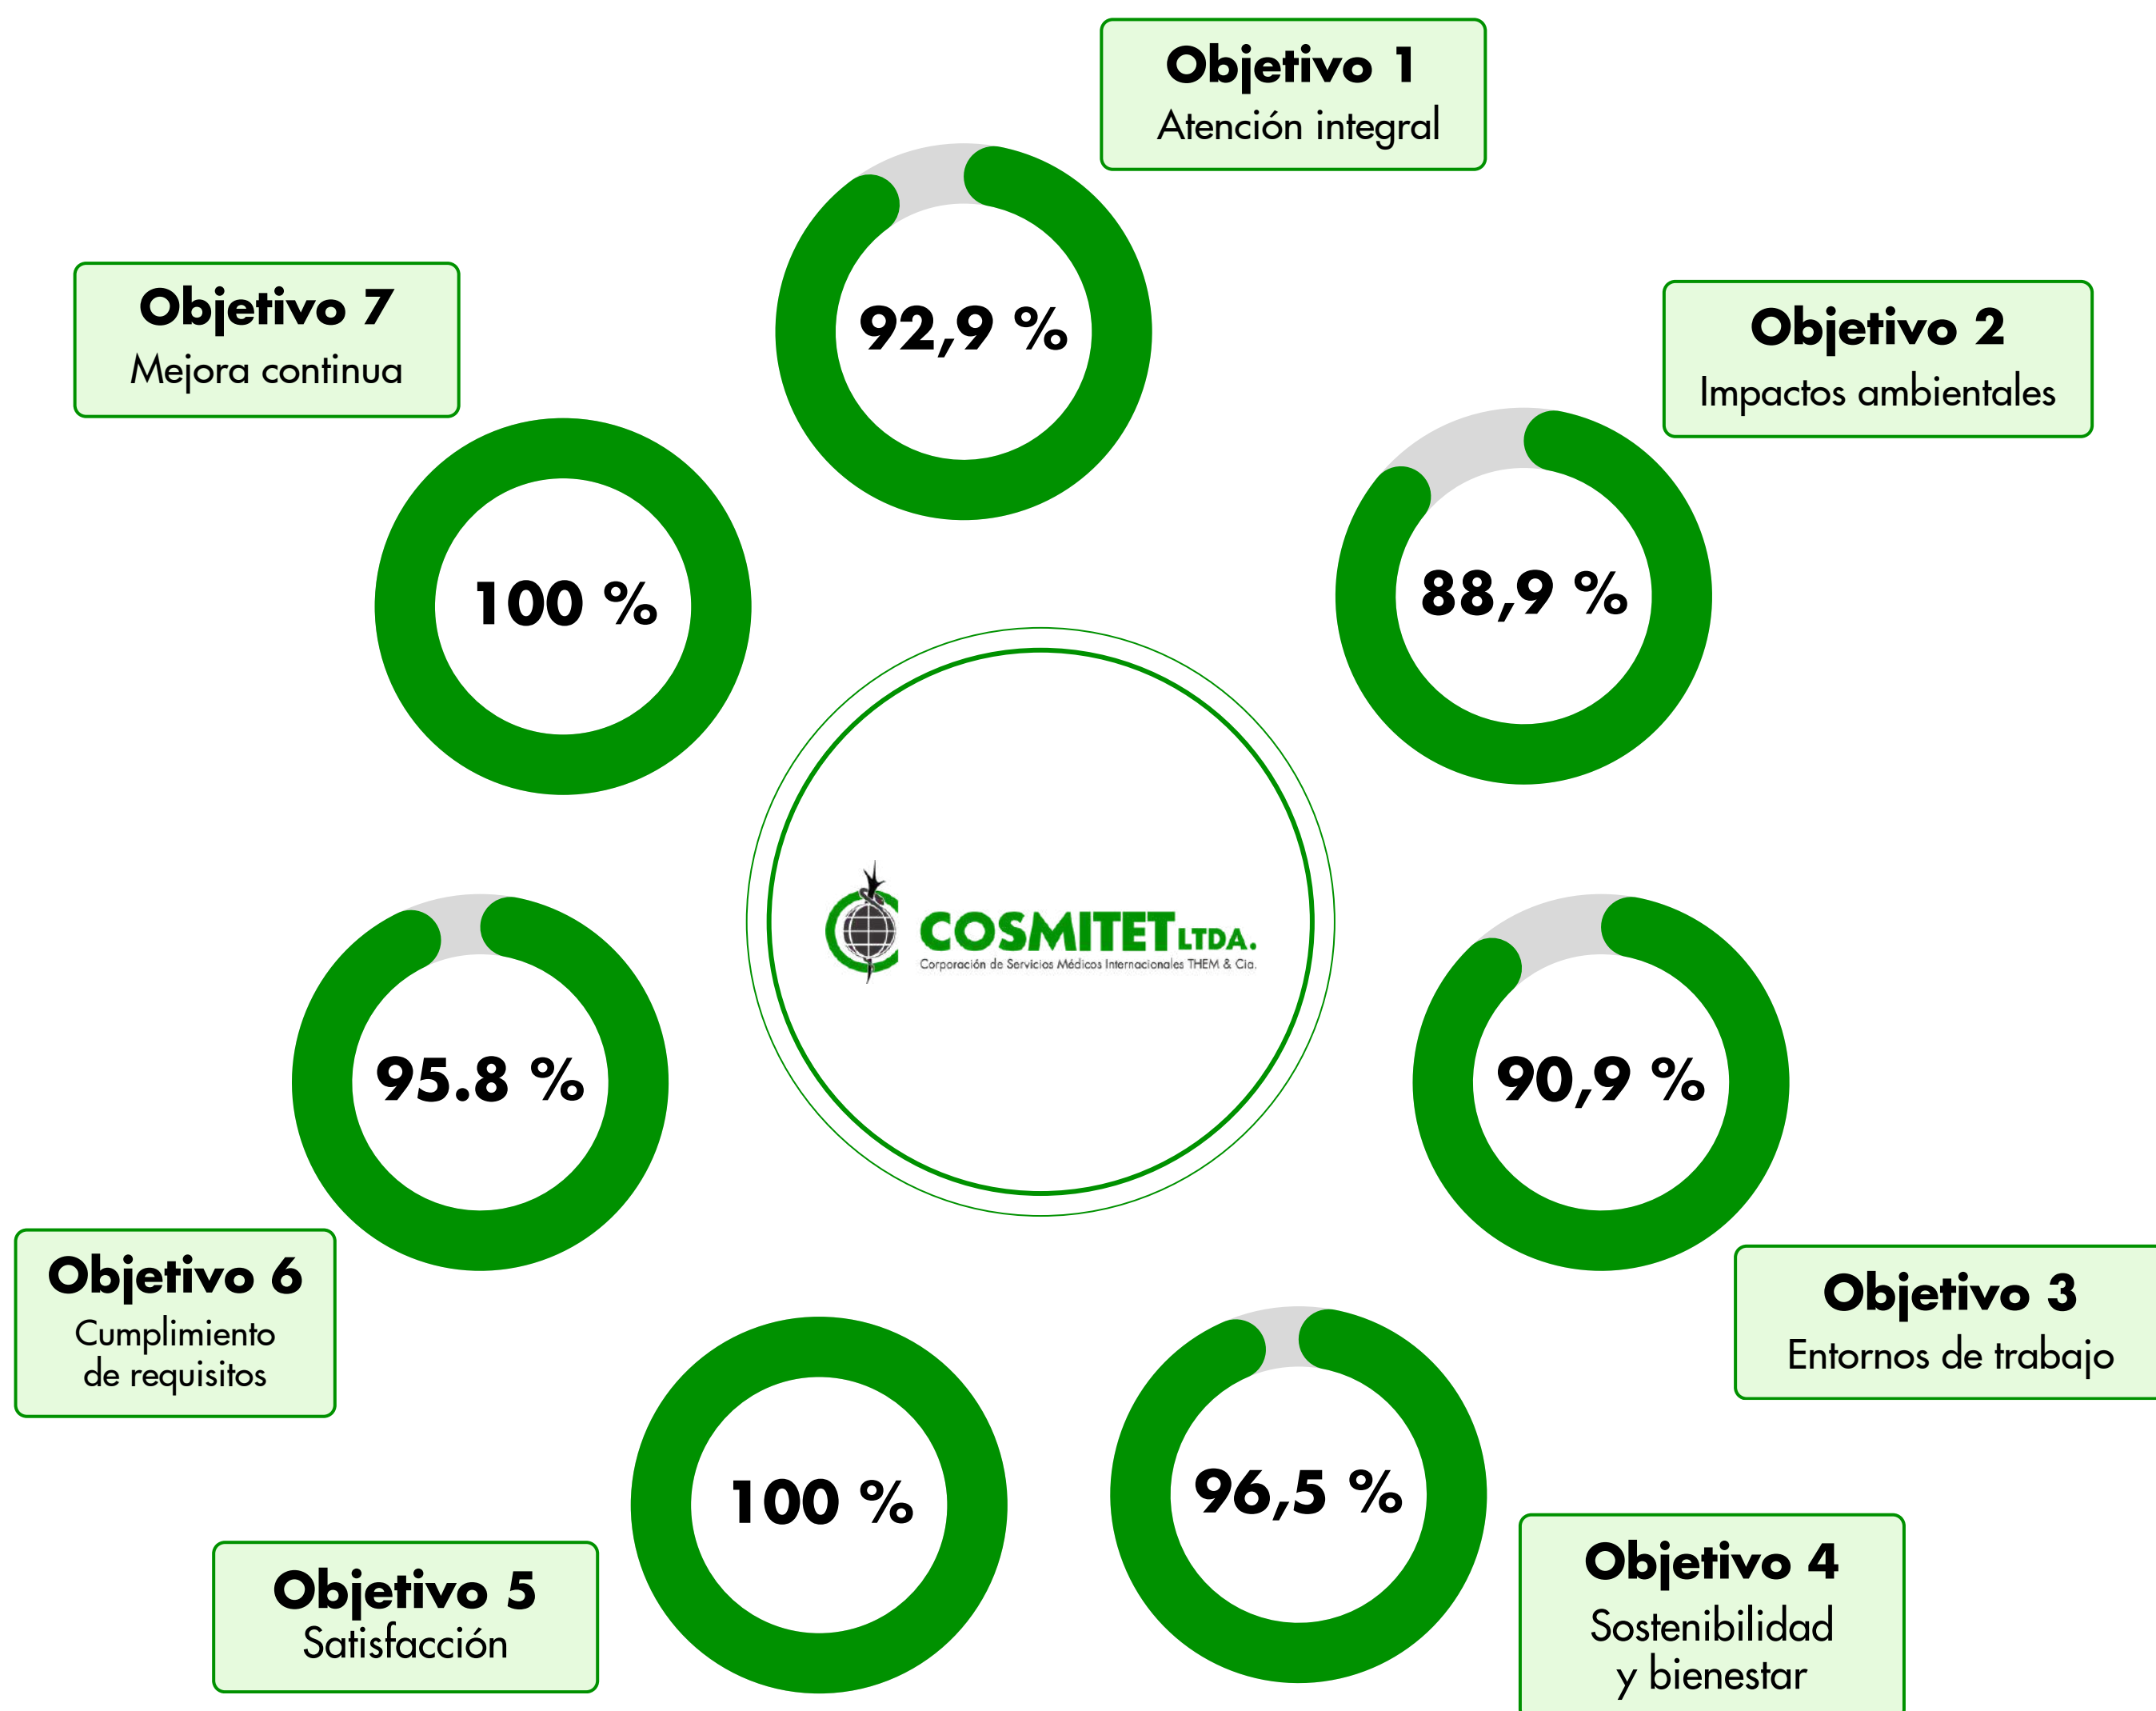 Objetivo 1
Atención integral
92,9 %
Objetivo 2
Impactos ambientales
88,9 %
Objetivo 3
Entornos de trabajo
90,9 %
Objetivo 4
Sostenibilidad
y bienestar
96,5 %
Objetivo 5
Satisfacción
100 %
Objetivo 6
Cumplimiento
de requisitos
95.8 %
Objetivo 7
Mejora continua
100 %
COSMITET LTDA.
Corporación de Servicios Médicos Internacionales THEM & Cía.